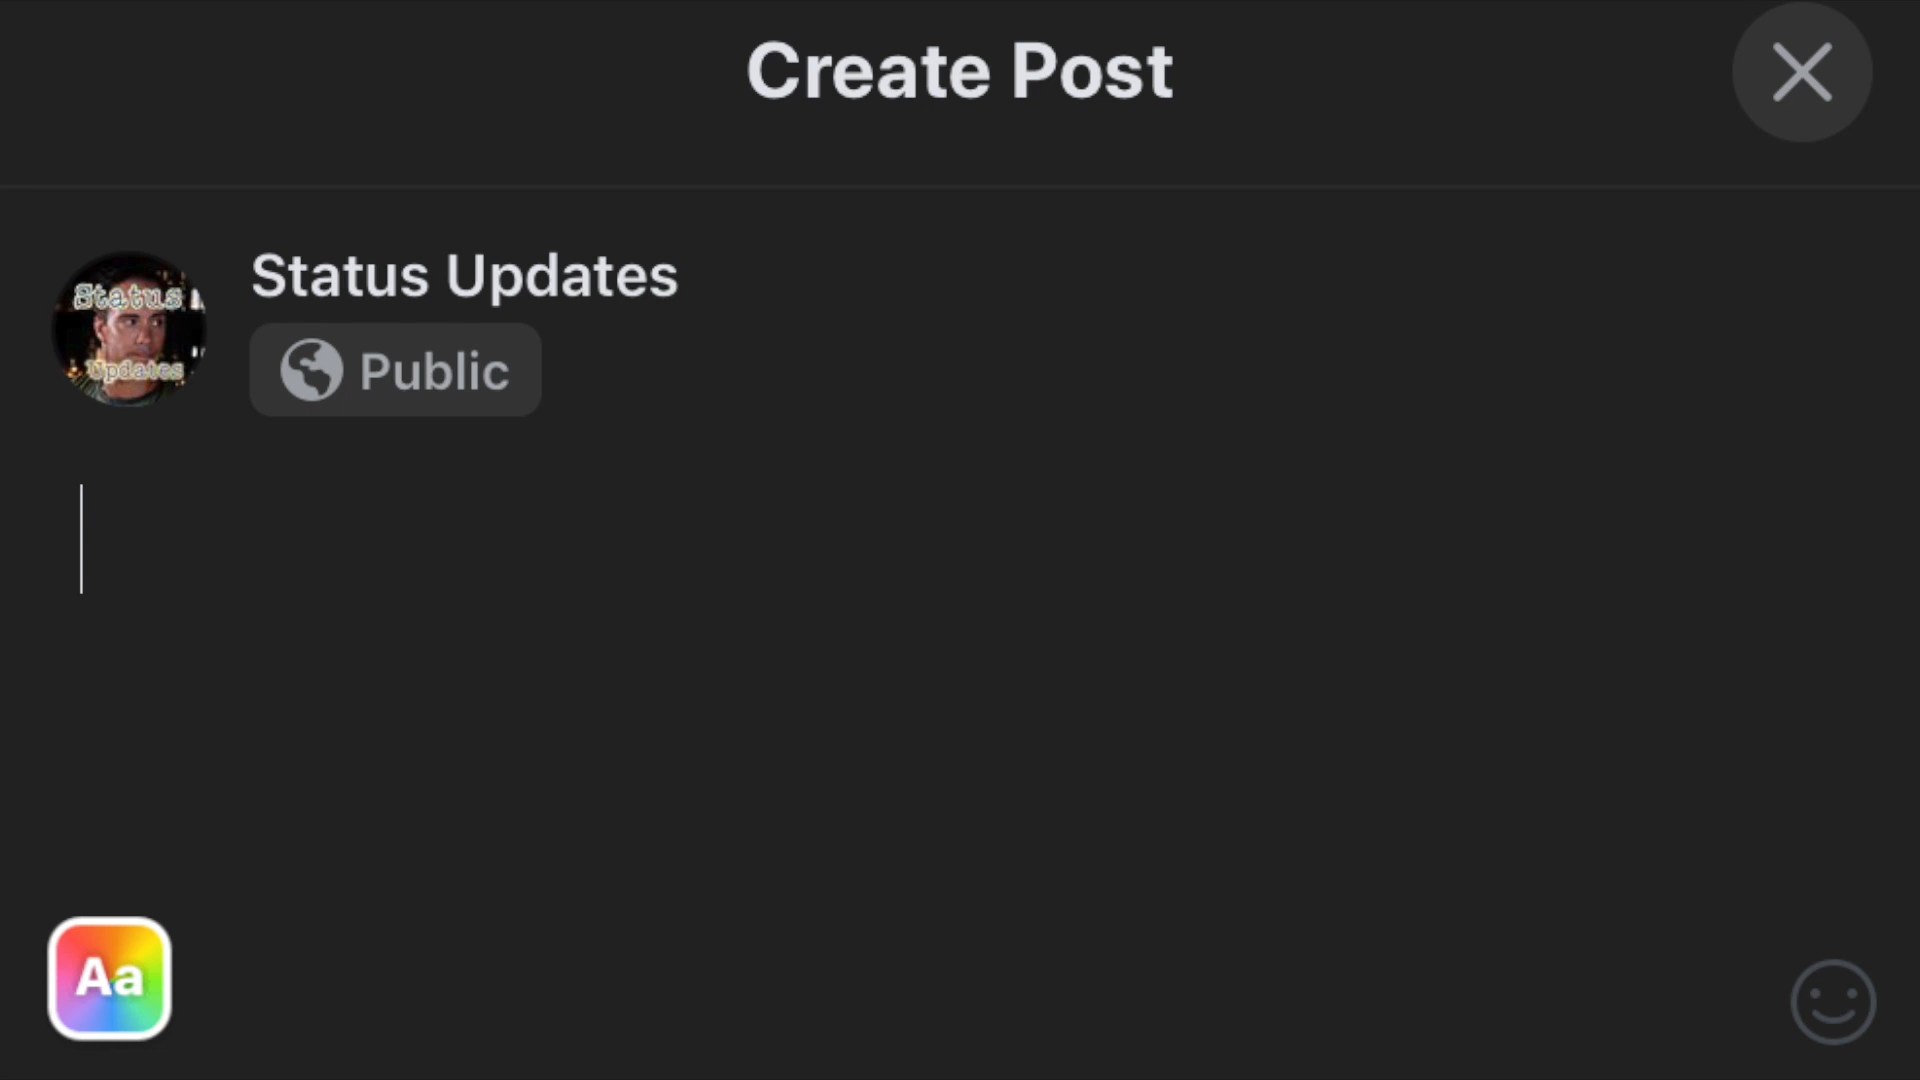 Create Post
Status
Updates
Status Updates
Public
Aa